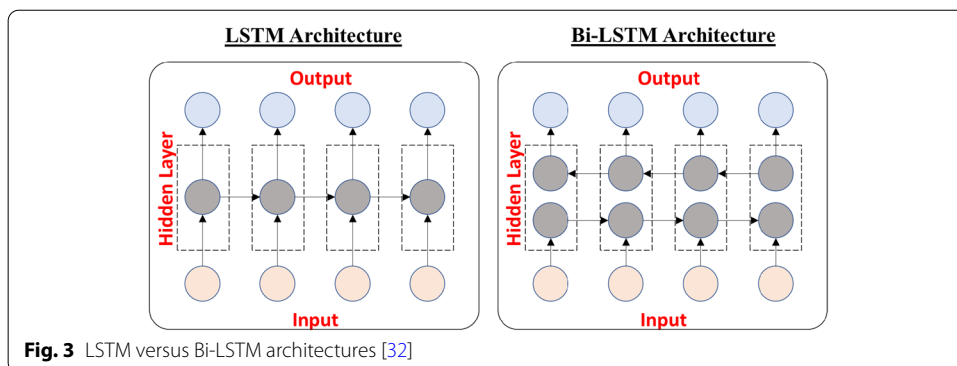 LSTM Architecture
Output
Hidden Layer
Input
Bi-LSTM Architecture
Output
Hidden Layer
Input
Fig. 3 LSTM versus Bi-LSTM architectures [32]